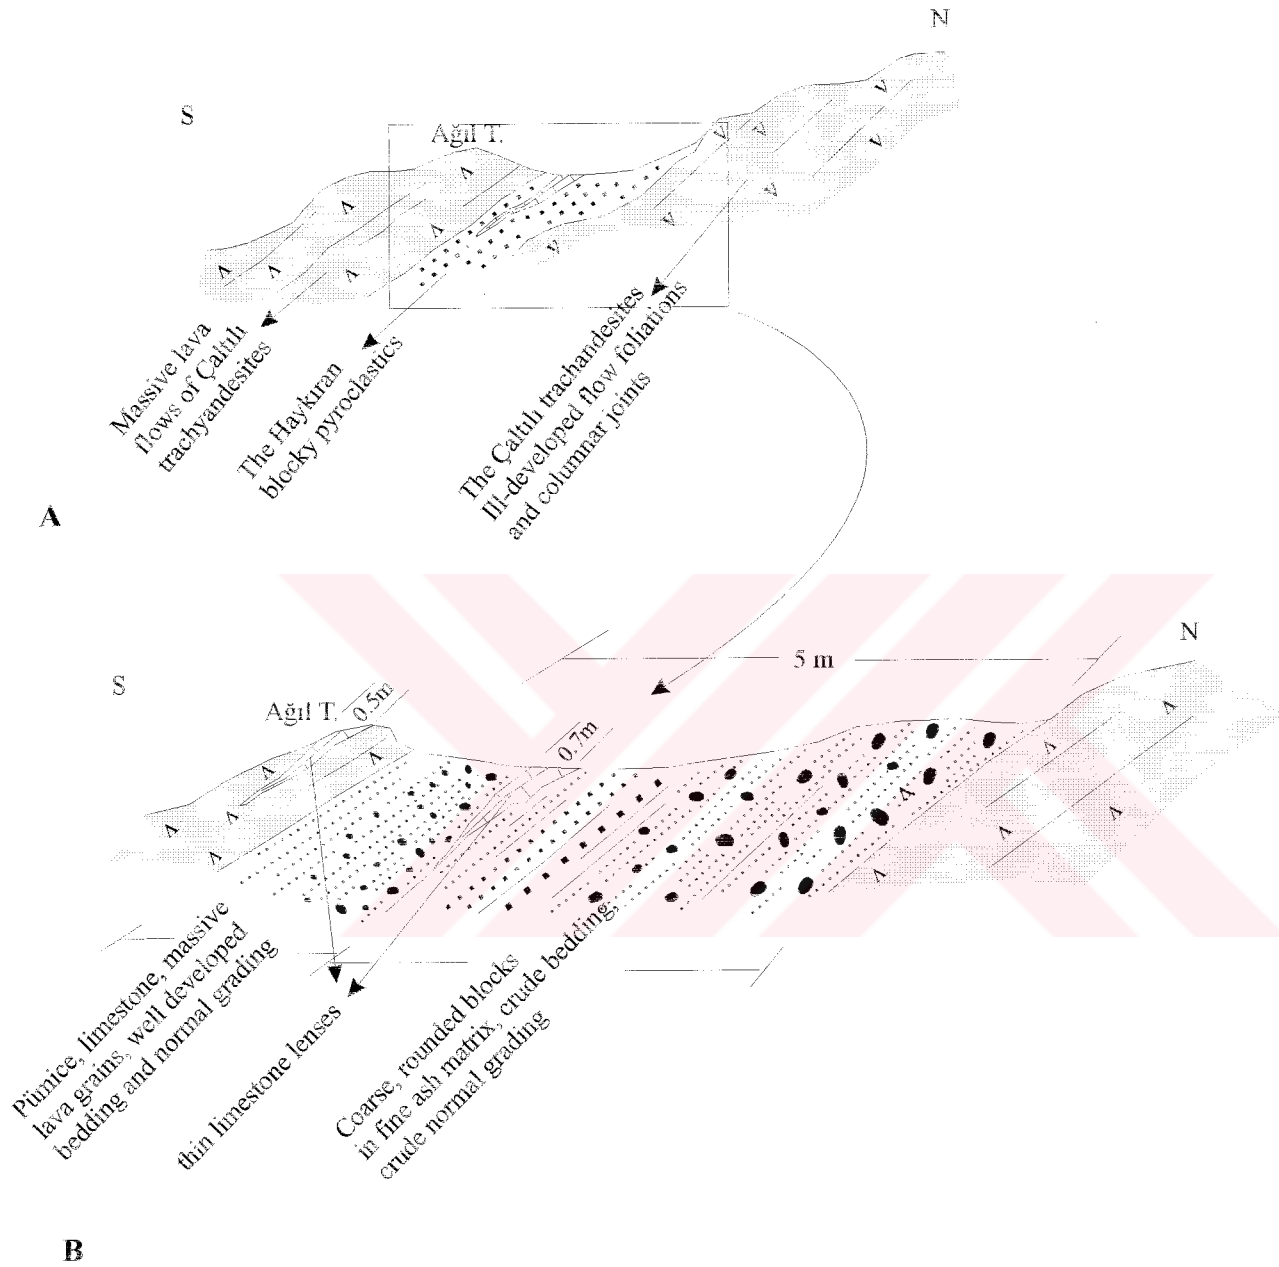 N
S
Ağıl T.
Massive lava
flows of Çaltılı
trachyandesites
The Haykıran
blocky pyroclastics
The Çaltılı trachandesites
Ill-developed flow foliations
and columnar joints
A
N
S
5 m
Ağıl T.
0.5m
0.7m
Pümice, limestone, massive
lava grains, well developed
bedding and normal grading
thin limestone lenses
Coarse, rounded blocks
in fine ash matrix, crude bedding,
crude normal grading
B